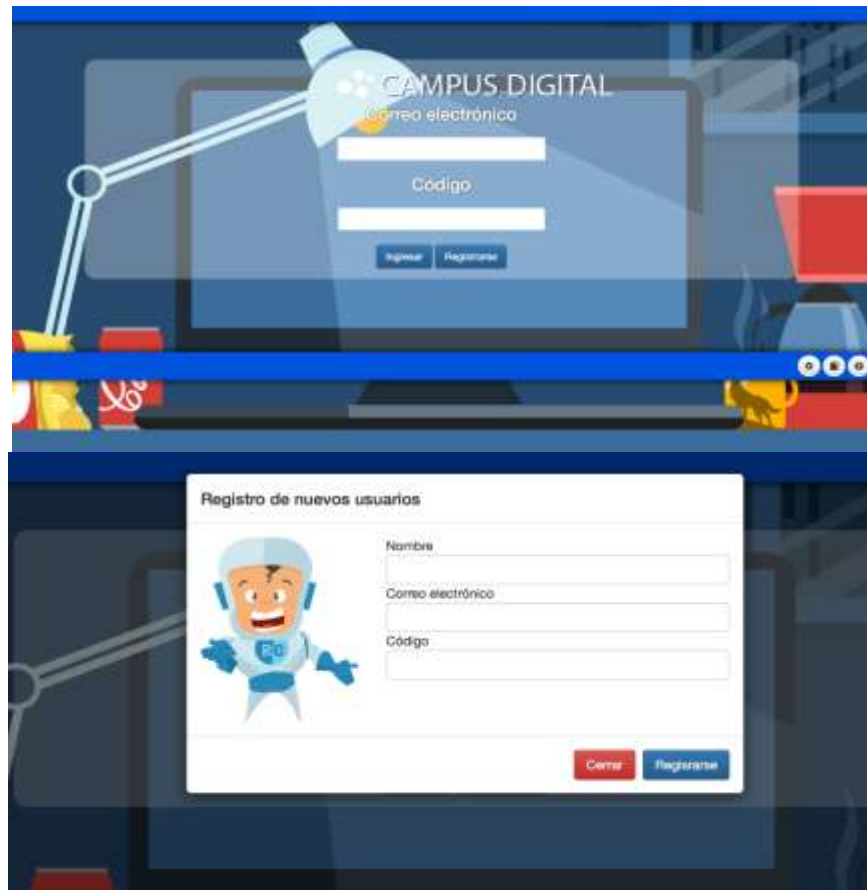 CAMPUS DIGITAL
Correo electrónico
Código
Ingresar Registrarse
Registro de nuevos usuarios
Nombre
Correo electrónico
Código
Cerrar Registrarse